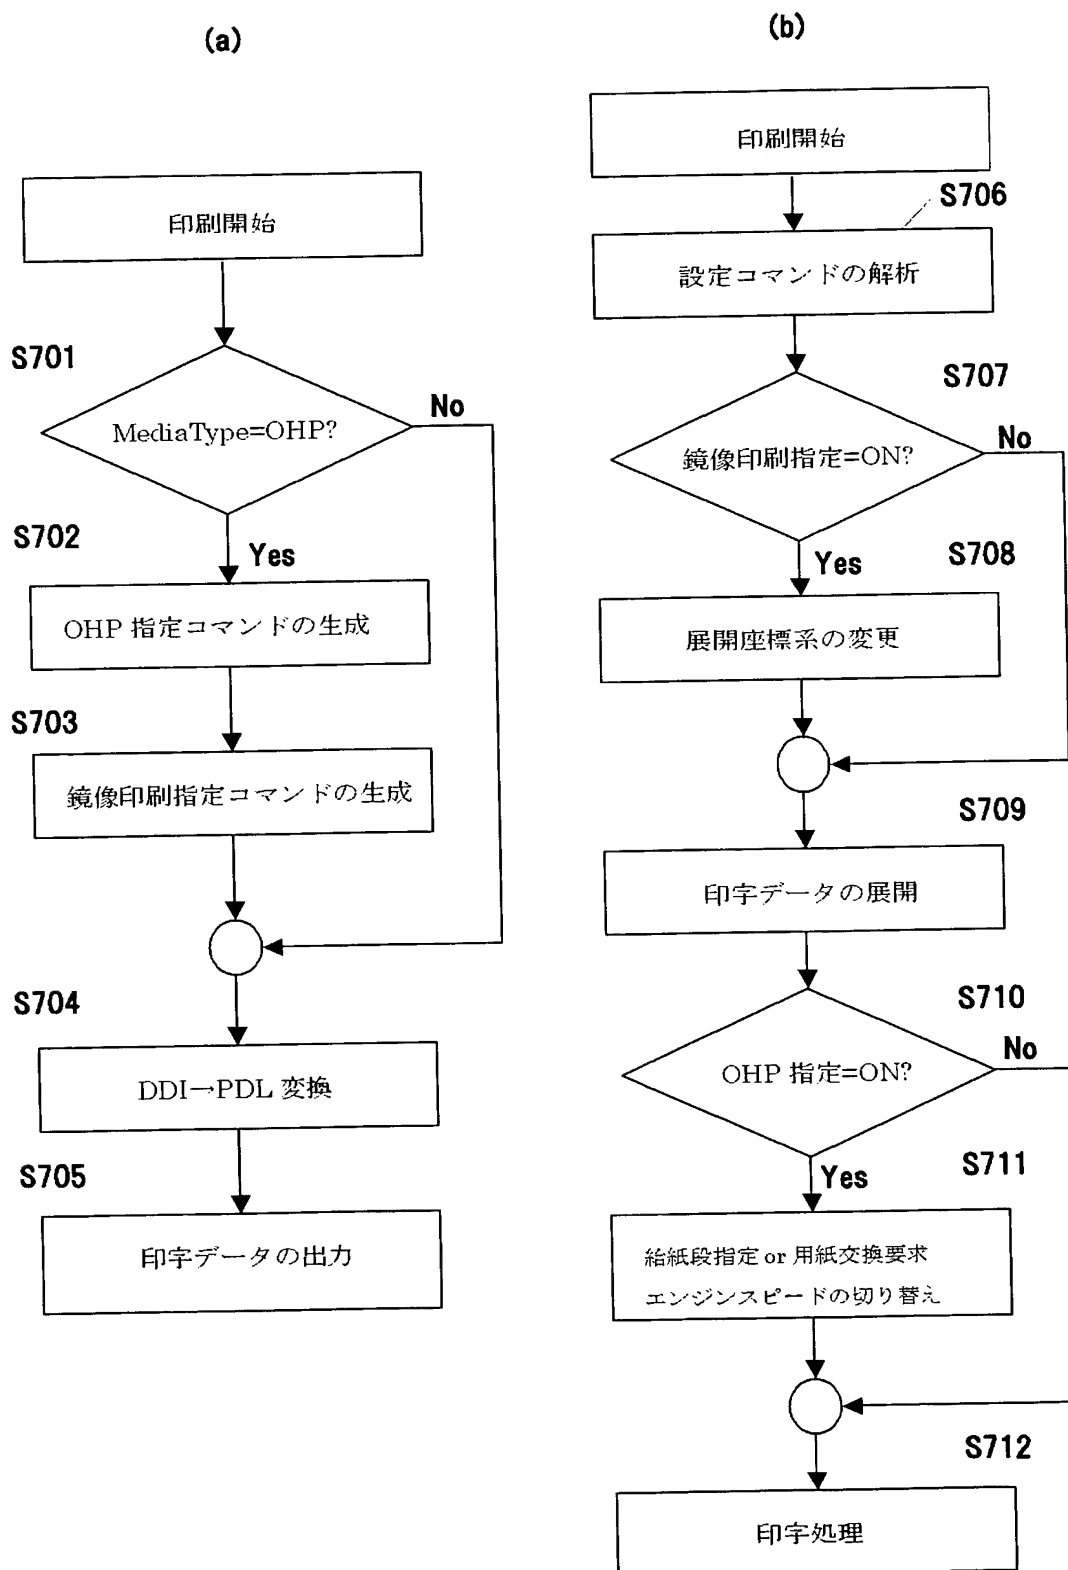 (a)
印刷開始
S701
MediaType=OHP?
No
S702
Yes
OHP 指定コマンドの生成
S703
鏡像印刷指定コマンドの生成
S704
DDI→PDL 変換
S705
印字データの出力
(b)
印刷開始
S706
設定コマンドの解析
S707
鏡像印刷指定=ON?
No
S708
Yes
展開座標系の変更
S709
印字データの展開
S710
OHP 指定=ON?
No
S711
Yes
給紙段指定 or 用紙交換要求
エンジンスピードの切り替え
S712
印字処理